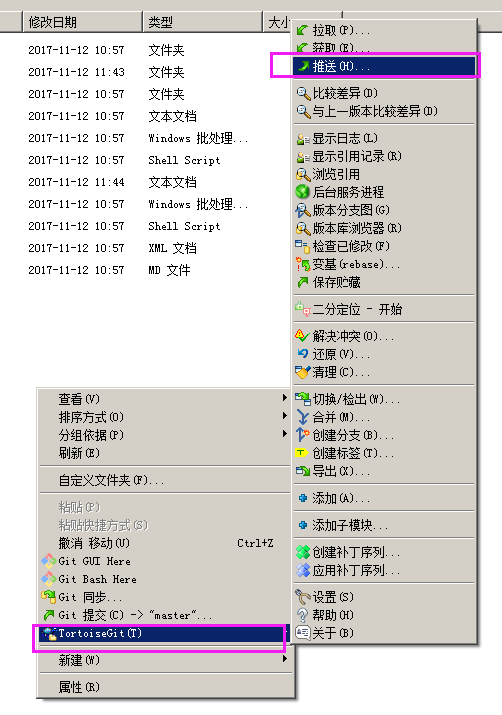 修改日期 类型 大小
2017-11-12 10:57 文件夹
2017-11-12 11:43 文件夹
2017-11-12 10:57 文件夹
2017-11-12 10:57 文本文档
2017-11-12 10:57 Windows 批处理...
2017-11-12 10:57 Shell Script
2017-11-12 11:44 文本文档
2017-11-12 10:57 Windows 批处理...
2017-11-12 10:57 Shell Script
2017-11-12 10:57 XML 文档
2017-11-12 10:57 MD 文件
查看(V)
排序方式(O)
分组依据(P)
刷新(E)
自定义文件夹(F)...
粘贴(P)
粘贴快捷方式(S)
撤消 移动(U) Ctrl+Z
Git GUI Here
Git Bash Here
Git 同步...
Git 提交(C) -> "master"...
TortoiseGit(T)
新建(W)
属性(R)
拉取(P)...
获取(E)...
推送(H)...
比较差异(D)
与上一版本比较差异(D)
显示日志(L)
显示引用记录(R)
浏览引用
后台服务进程
版本分支图(G)
版本库浏览器(R)
检查已修改(F)
变基(rebase)...
保存贮藏
二分定位 - 开始
解决冲突(O)...
还原(V)...
清理(C)...
切换/检出(W)...
合并(M)...
创建分支(B)...
创建标签(T)...
导出(X)...
添加(A)...
添加子模块...
创建补丁序列...
应用补丁序列...
设置(S)
帮助(H)
关于(B)